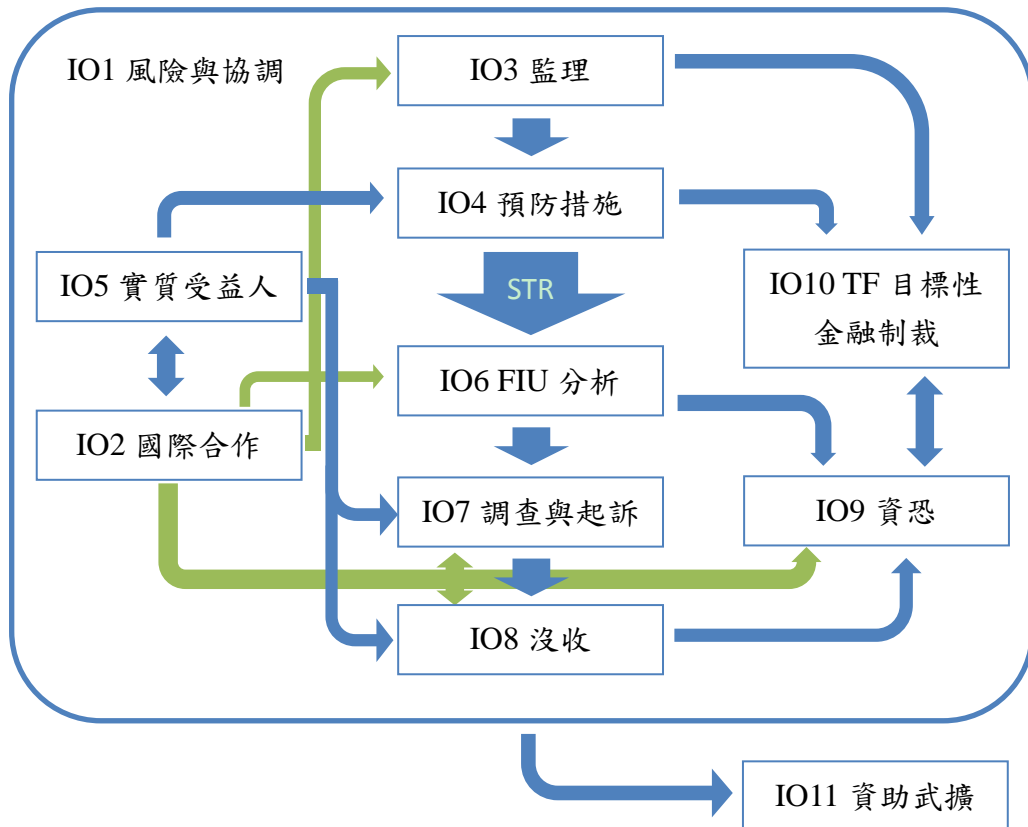 IO1 風險與協調
IO3 監理
IO4 預防措施
IO5 實質受益人
STR
IO10 TF 目標性
金融制裁
IO6 FIU 分析
IO2 國際合作
IO7 調查與起訴
IO9 資恐
IO8 沒收
IO11 資助武擴